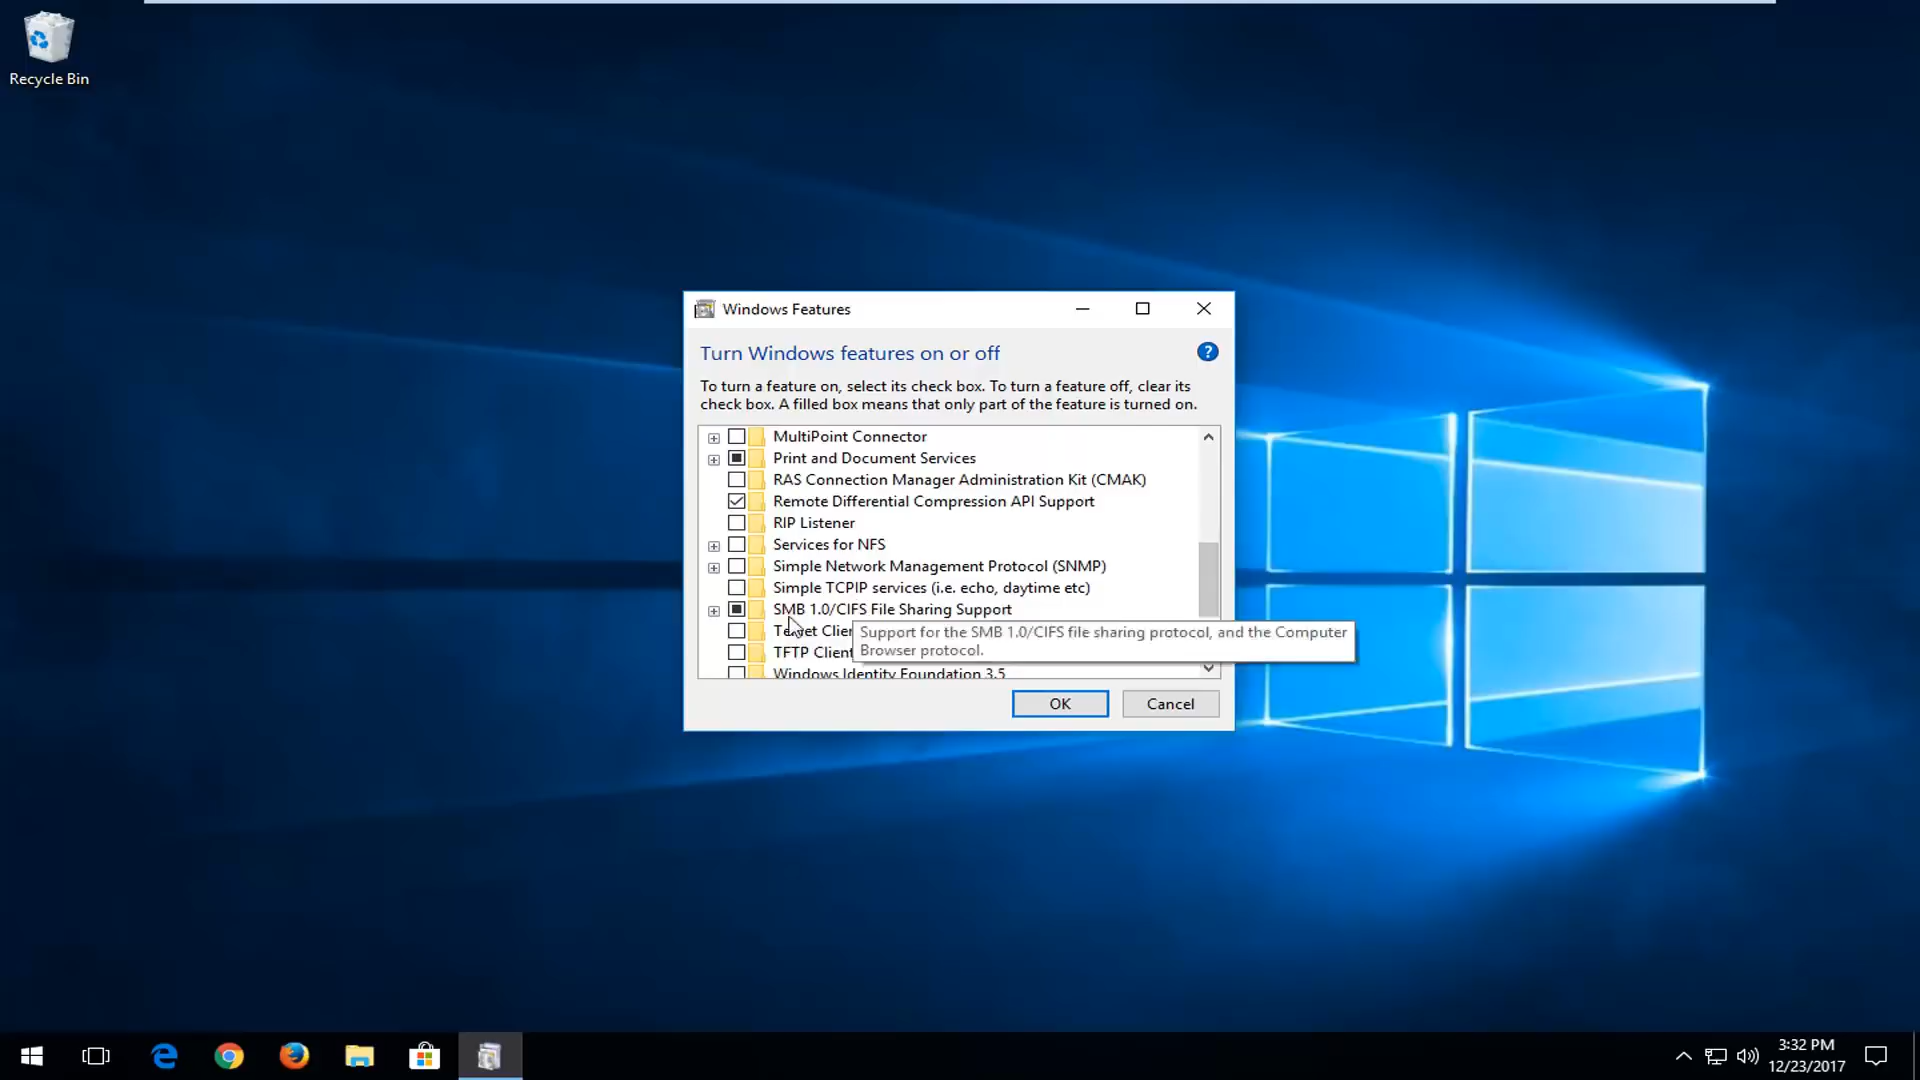 Recycle Bin
Windows Features
Turn Windows features on or off
?
To turn a feature on, select its check box. To turn a feature off, clear its
check box. A filled box means that only part of the feature is turned on.
MultiPoint Connector
Print and Document Services
RAS Connection Manager Administration Kit (CMAK)
Remote Differential Compression API Support
RIP Listener
Services for NFS
Simple Network Management Protocol (SNMP)
Simple TCPIP services (i.e. echo, daytime etc)
SMB 1.0/CIFS File Sharing Support
Support for the SMB 1.0/CIFS file sharing protocol, and the Computer
Browser protocol.
TFTP Client
Windows Identity Foundation 3.5
OK
Cancel
3:32 PM
12/23/2017